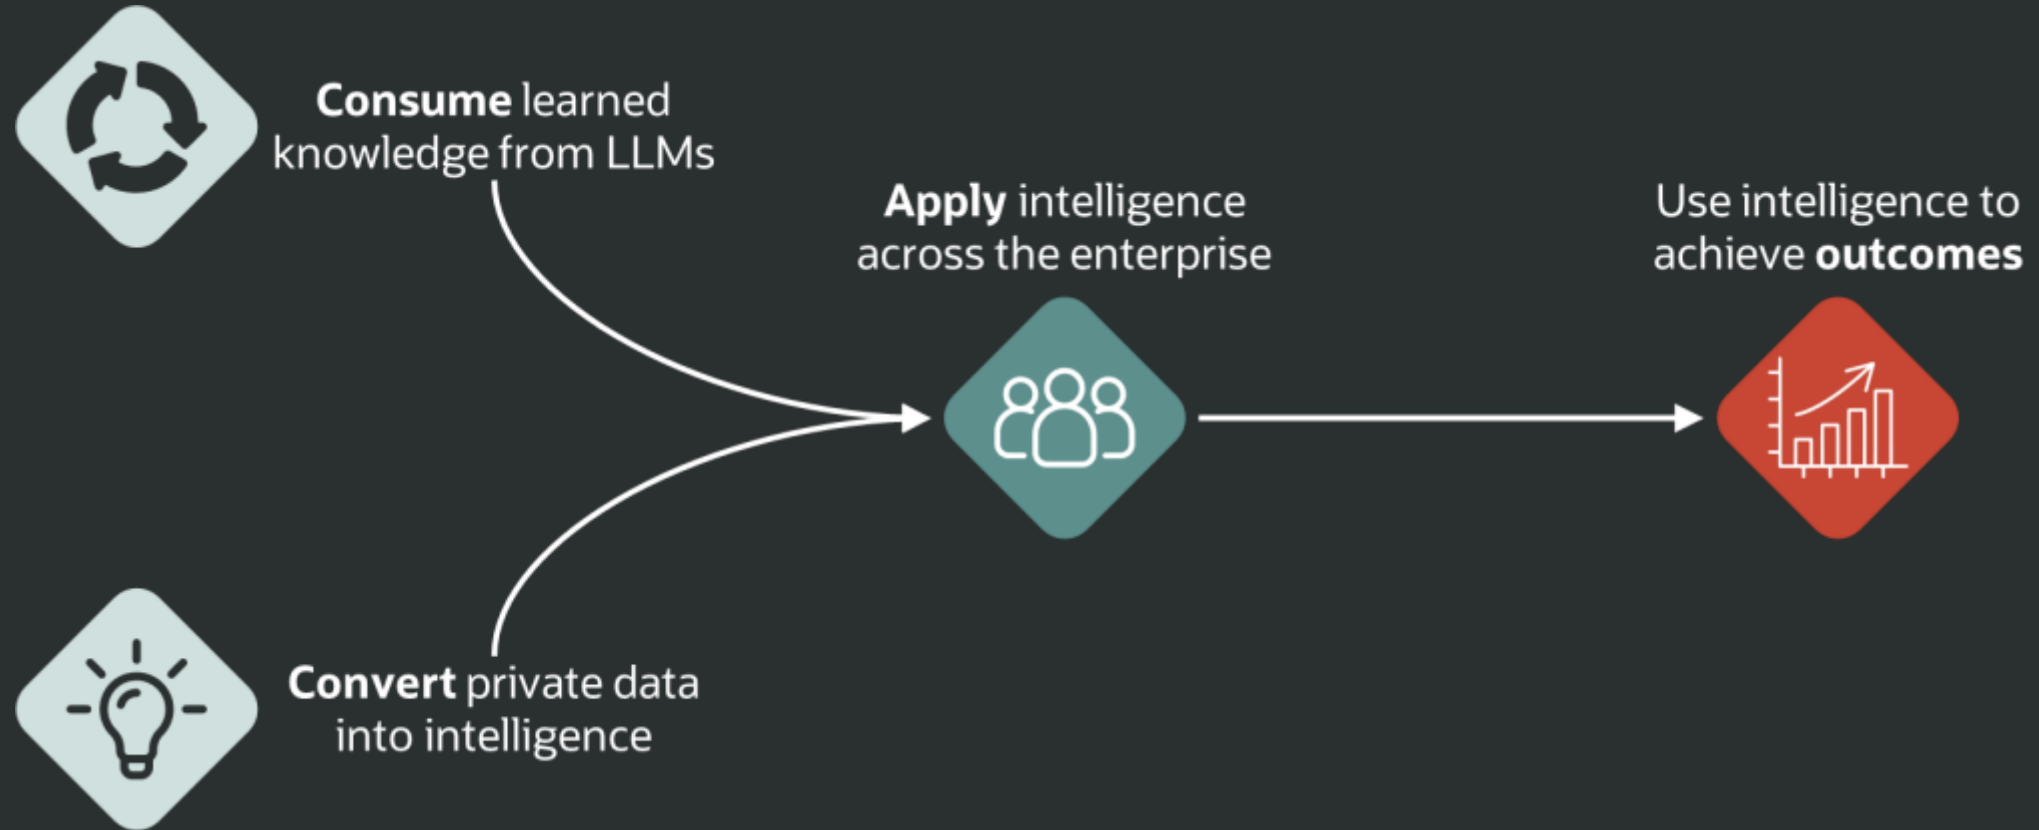 Consume learned
knowledge from LLMs
Apply intelligence
across the enterprise
Use intelligence to
achieve outcomes
Convert private data
into intelligence